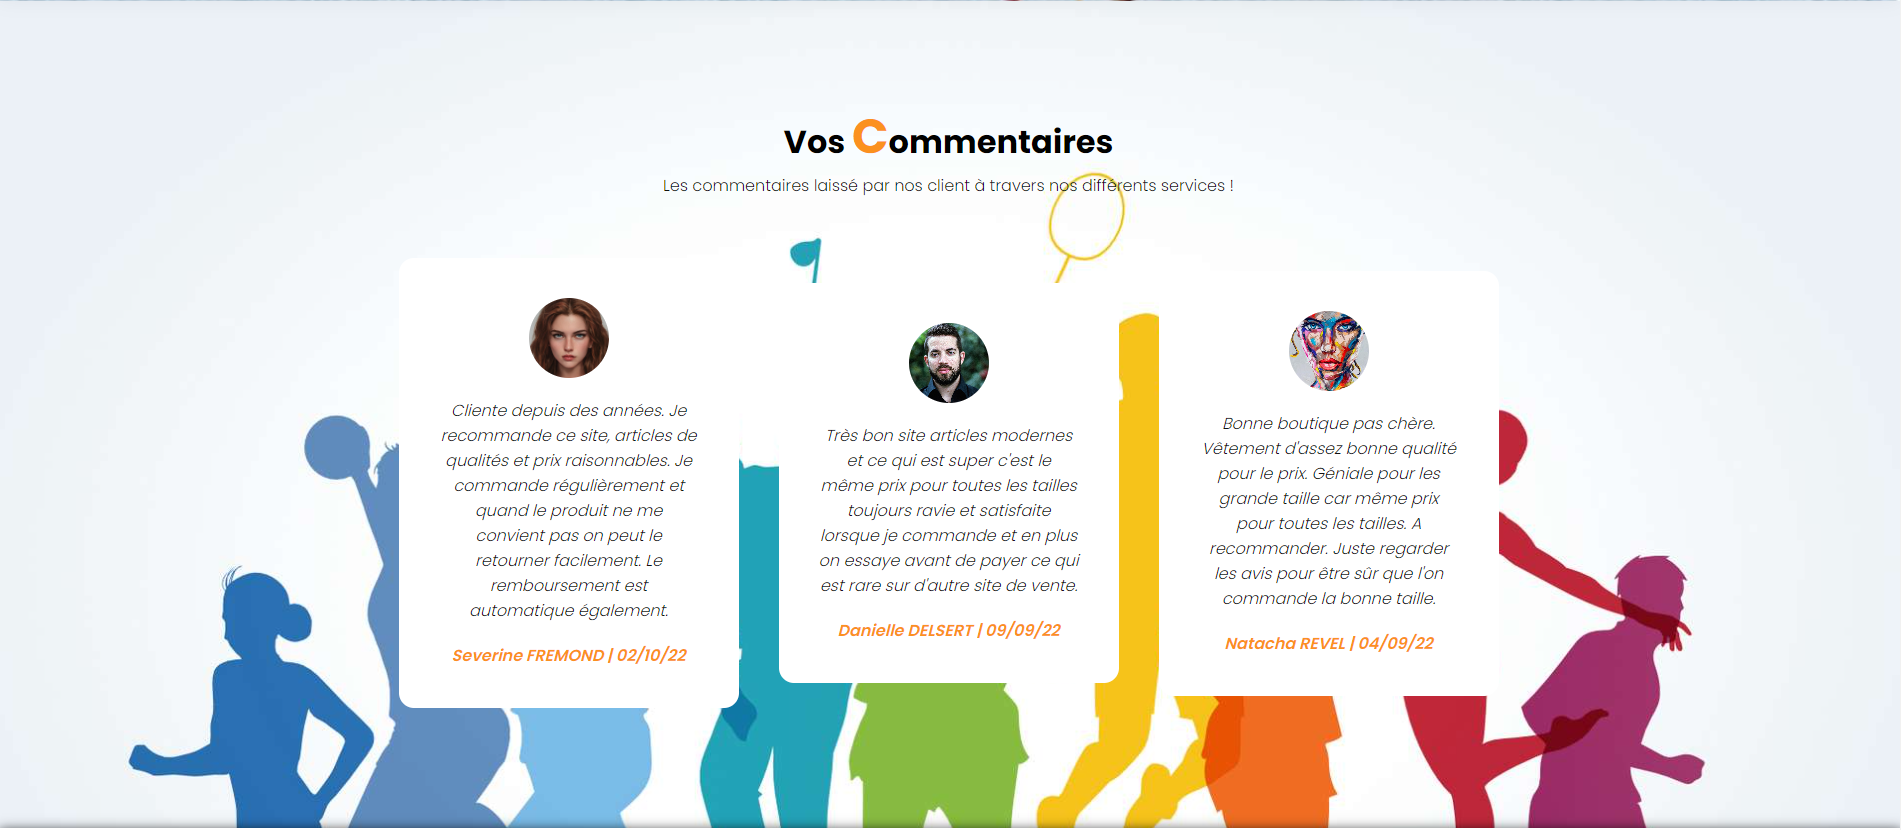 Vos Commentaires
Les commentaires laissé par nos client à travers nos différents services !
Cliente depuis des années. Je
recommande ce site, articles de
qualités et prix raisonnables. Je
commande régulièrement et
quand le produit ne me
convient pas on peut le
retourner facilement. Le
remboursement est
automatique également.
Severine FREMOND | 02/10/22
Très bon site articles modernes
et ce qui est super c'est le
même prix pour toutes les tailles
toujours ravie et satisfaite
lorsque je commande et en plus
on essaye avant de payer ce qui
est rare sur d'autre site de vente.
Danielle DELSERT | 09/09/22
Bonne boutique pas chère.
Vêtement d'assez bonne qualité
pour le prix. Géniale pour les
grande taille car même prix
pour toutes les tailles. A
recommander. Juste regarder
les avis pour être sûr que l'on
commande la bonne taille.
Natacha REVEL | 04/09/22